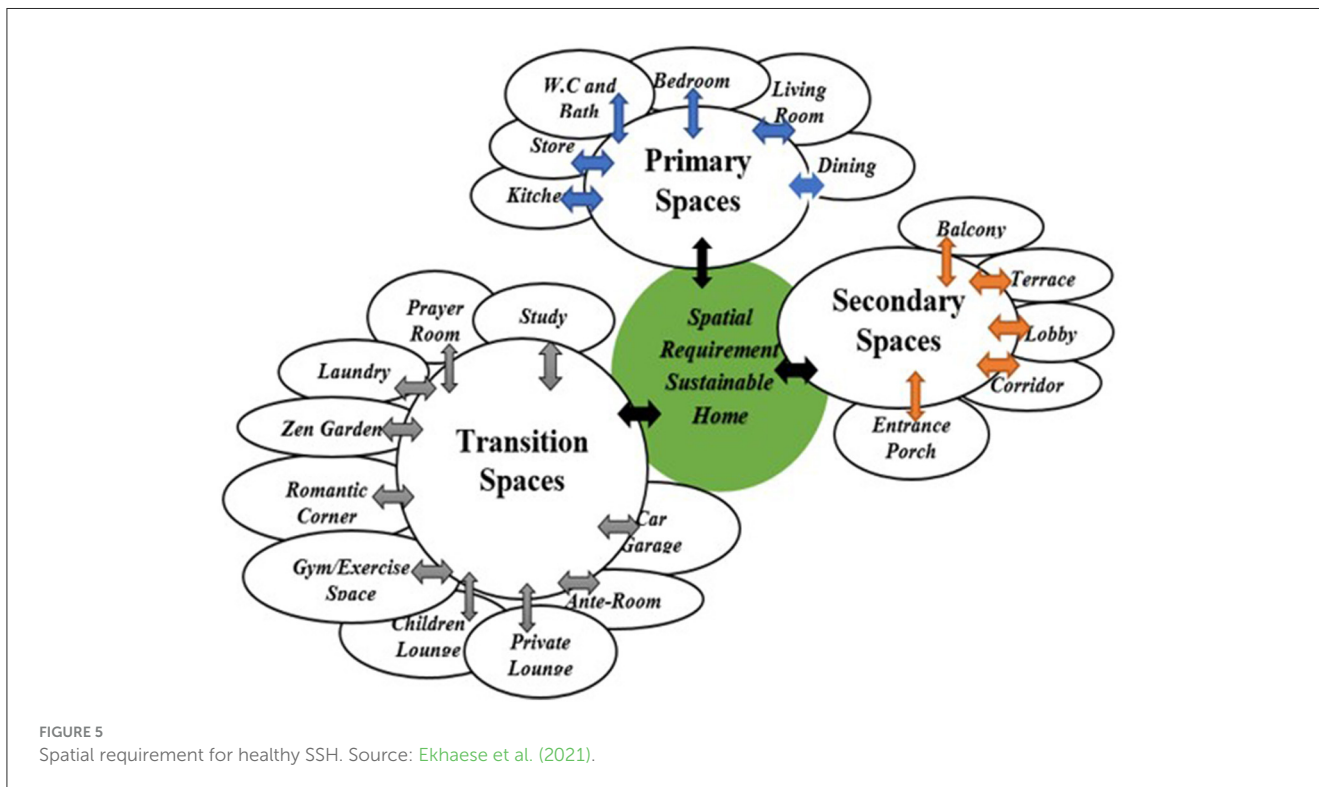 W.C and
Bath
Bedroom
Living
Room
Store
Dining
Kitche
Primary
Spaces
Balcony
Terrace
Lobby
Corridor
Entrance
Porch
Secondary
Spaces
Spatial
Requirement
Sustainable
Home
Prayer
Room
Study
Laundry
Zen Garden
Romantic
Corner
Gym/Exercise
Space
Children
Lounge
Private
Lounge
Ante-Room
Car
Garage
Transition
Spaces
FIGURE 5
Spatial requirement for healthy SSH. Source: Ekhaese et al. (2021).